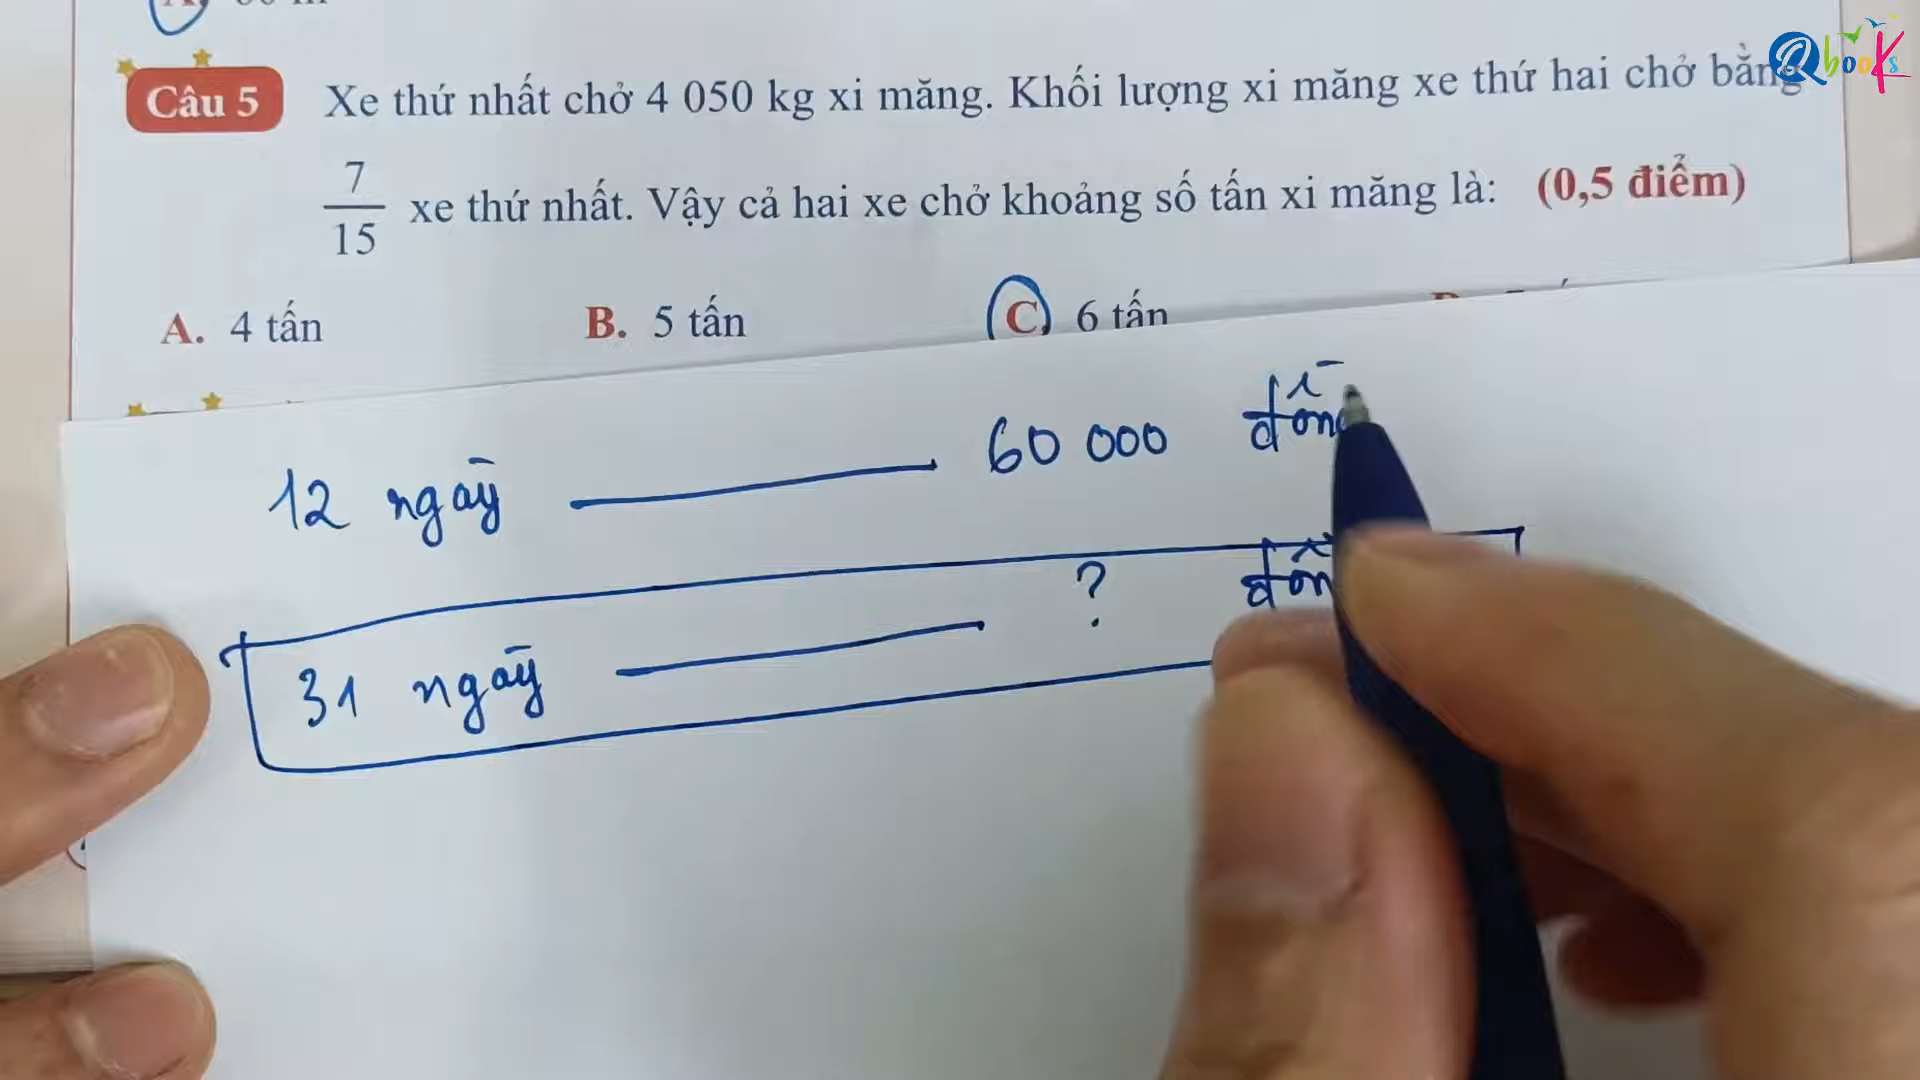 Qbooks
Câu 5 Xe thứ nhất chở 4 050 kg xi măng. Khối lượng xi măng xe thứ hai chở bằng
7/15 xe thứ nhất. Vậy cả hai xe chở khoảng số tấn xi măng là: (0,5 điểm)
A. 4 tấn B. 5 tấn C. 6 tấn
12 ngày 60 000 đồng
31 ngày ?